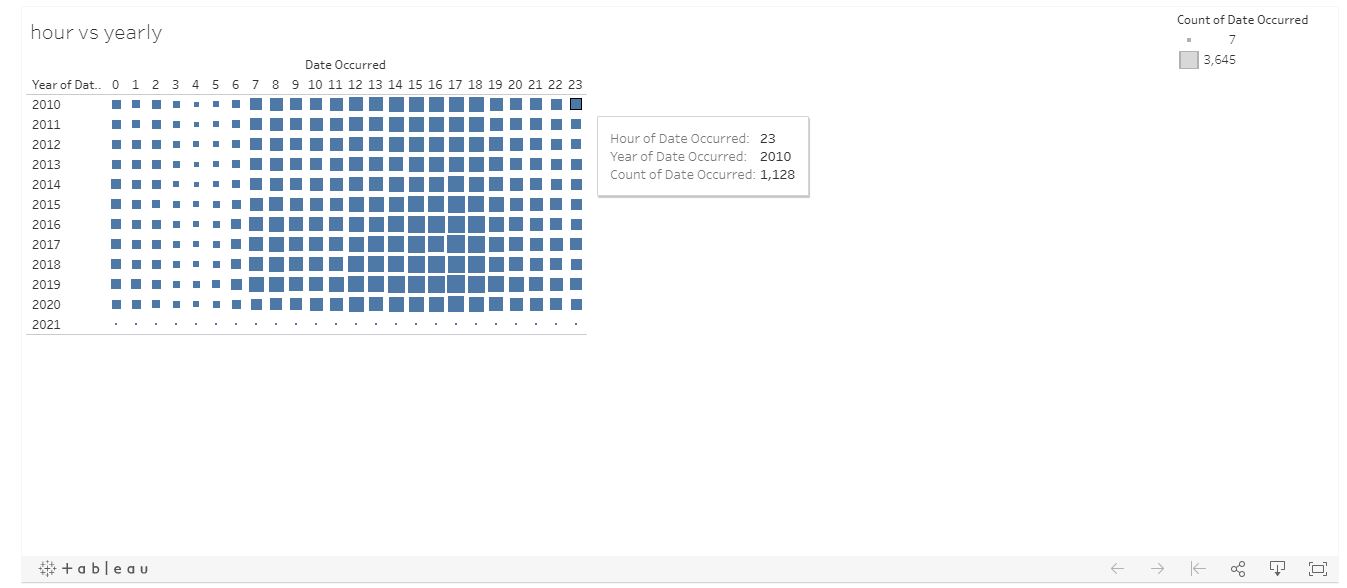 hour vs yearly
Count of Date Occurred
7
3,645
Date Occurred
Year of Dat.. 0 1 2 3 4 5 6 7 8 9 10 11 12 13 14 15 16 17 18 19 20 21 22 23
2010
2011
2012
2013
2014
2015
2016
2017
2018
2019
2020
2021
Hour of Date Occurred: 23
Year of Date Occurred: 2010
Count of Date Occurred: 1,128
+ableau